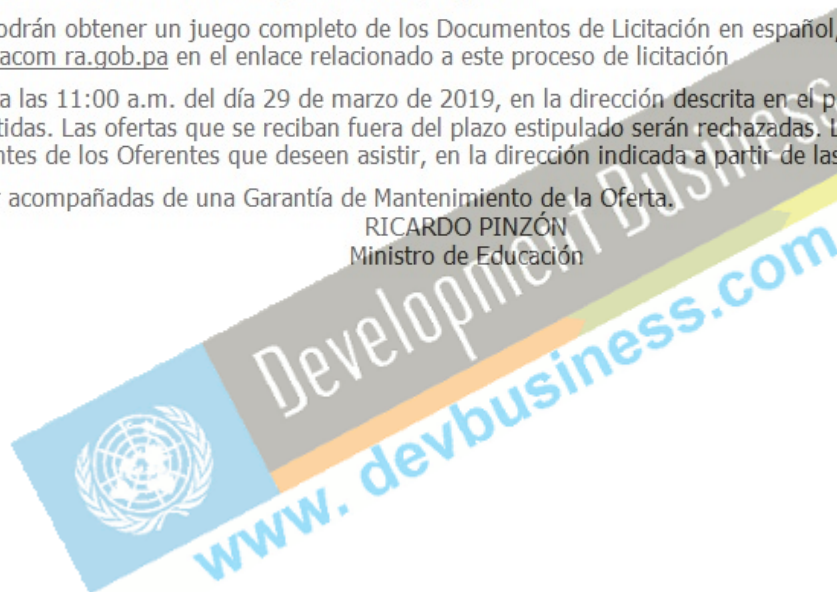 odrán obtener un juego completo de los Documentos de Licitación en español,
acom ra.gob.pa en el enlace relacionado a este proceso de licitación
a las 11:00 a.m. del día 29 de marzo de 2019, en la dirección descrita en el p
tidas. Las ofertas que se reciban fuera del plazo estipulado serán rechazadas. L
ntes de los Oferentes que deseen asistir, en la dirección indicada a partir de las
acompañadas de una Garantía de Mantenimiento de la Oferta.
RICARDO PINZÓN
Ministro de Educación
Development Business
www. devbusiness.com